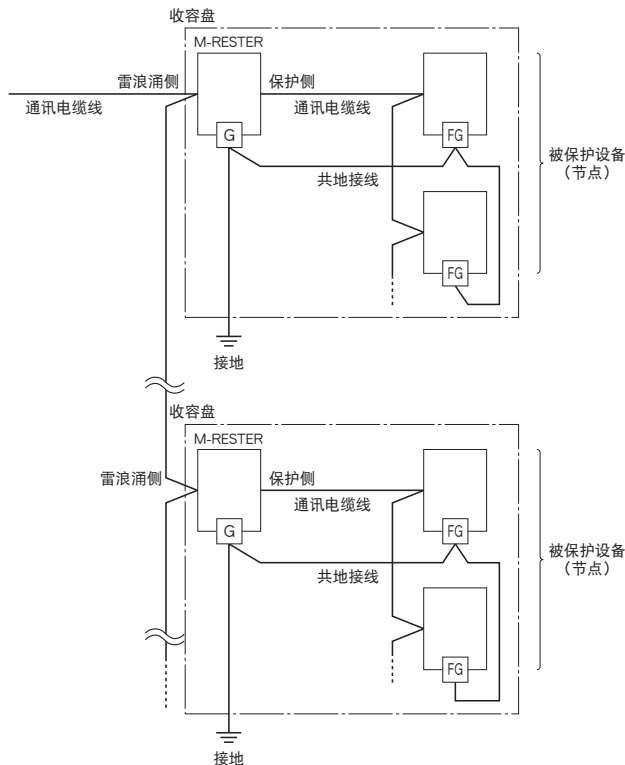 收容盘
M-RESTER
雷浪涌侧
保护侧
通讯电缆线
通讯电缆线
G
FG
被保护设备
（节点）
共地接线
FG
接地
收容盘
M-RESTER
雷浪涌侧
保护侧
通讯电缆线
G
FG
被保护设备
（节点）
共地接线
FG
接地